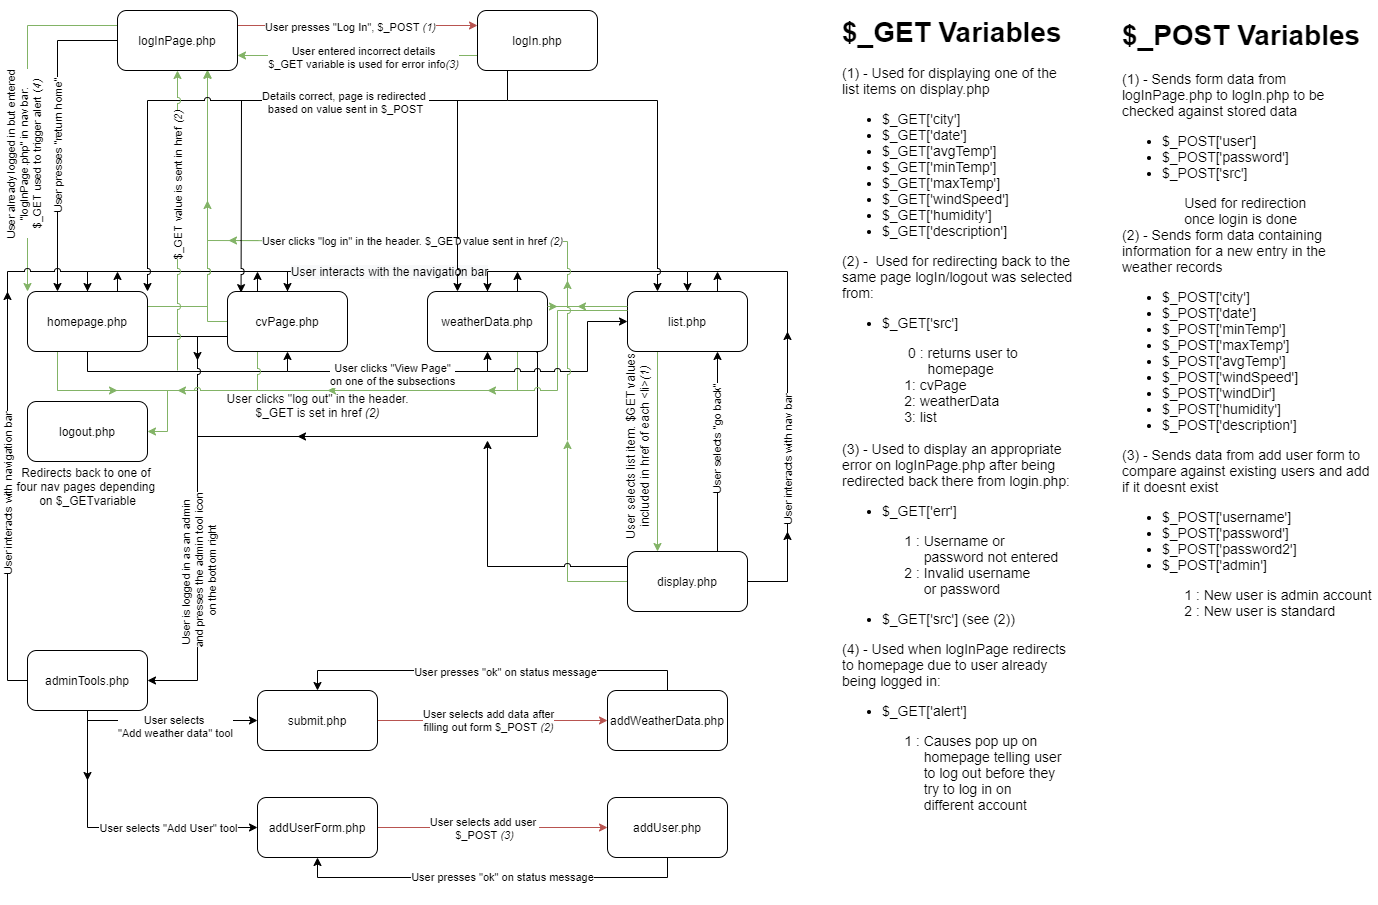 logInPage.php
User presses "Log In", $_POST (1)
logIn.php
User entered incorrect details
$_GET variable is used for error info(3)
Details correct, page is redirected
based on value sent in $_POST
User already logged in but entered
"logInPage.php" in nav bar.
$_GET used to trigger alert (4)
User presses "return home"
$_GET value is sent in href (2)
User clicks "log in" in the header. $_GET value sent in href (2)
User interacts with the navigation bar
homepage.php
cvPage.php
weatherData.php
list.php
User clicks "View Page"
on one of the subsections
User clicks "log out" in the header.
$_GET is set in href (2)
logout.php
Redirects back to one of
four nav pages depending
on $_GETvariable
User interacts with navigation bar
User is logged in as an admin
and presses the admin tool icon
on the bottom right
User selects list item. $GET values
included in href of each <li>(1)
User selects "go back"
User interacts with nav bar
display.php
adminTools.php
User selects
"Add weather data" tool
submit.php
User presses "ok" on status message
User selects add data after
filling out form $_POST (2)
addWeatherData.php
User selects "Add User" tool
addUserForm.php
User selects add user
$_POST (3)
addUser.php
User presses "ok" on status message
$_GET Variables
(1) - Used for displaying one of the
list items on display.php
• $_GET['city']
• $_GET['date']
• $_GET['avgTemp']
• $_GET['minTemp']
• $_GET['maxTemp']
• $_GET['windSpeed']
• $_GET['humidity']
• $_GET['description']
(2) - Used for redirecting back to the
same page logIn/logout was selected
from:
• $_GET['src']
0 : returns user to
homepage
1: cvPage
2: weatherData
3: list
(3) - Used to display an appropriate
error on logInPage.php after being
redirected back there from login.php:
• $_GET['err']
1 : Username or
password not entered
2 : Invalid username
or password
• $_GET['src'] (see (2))
(4) - Used when logInPage redirects
to homepage due to user already
being logged in:
• $_GET['alert']
1 : Causes pop up on
homepage telling user
to log out before they
try to log in on
different account
$_POST Variables
(1) - Sends form data from
logInPage.php to logIn.php to be
checked against stored data
• $_POST['user']
• $_POST['password']
• $_POST['src']
Used for redirection
once login is done
(2) - Sends form data containing
information for a new entry in the
weather records
• $_POST['city']
• $_POST['date']
• $_POST['minTemp']
• $_POST['maxTemp']
• $_POST['avgTemp']
• $_POST['windSpeed']
• $_POST['windDir']
• $_POST['humidity']
• $_POST['description']
(3) - Sends data from add user form to
compare against existing users and add
if it doesnt exist
• $_POST['username']
• $_POST['password']
• $_POST['password2']
• $_POST['admin']
1 : New user is admin account
2 : New user is standard